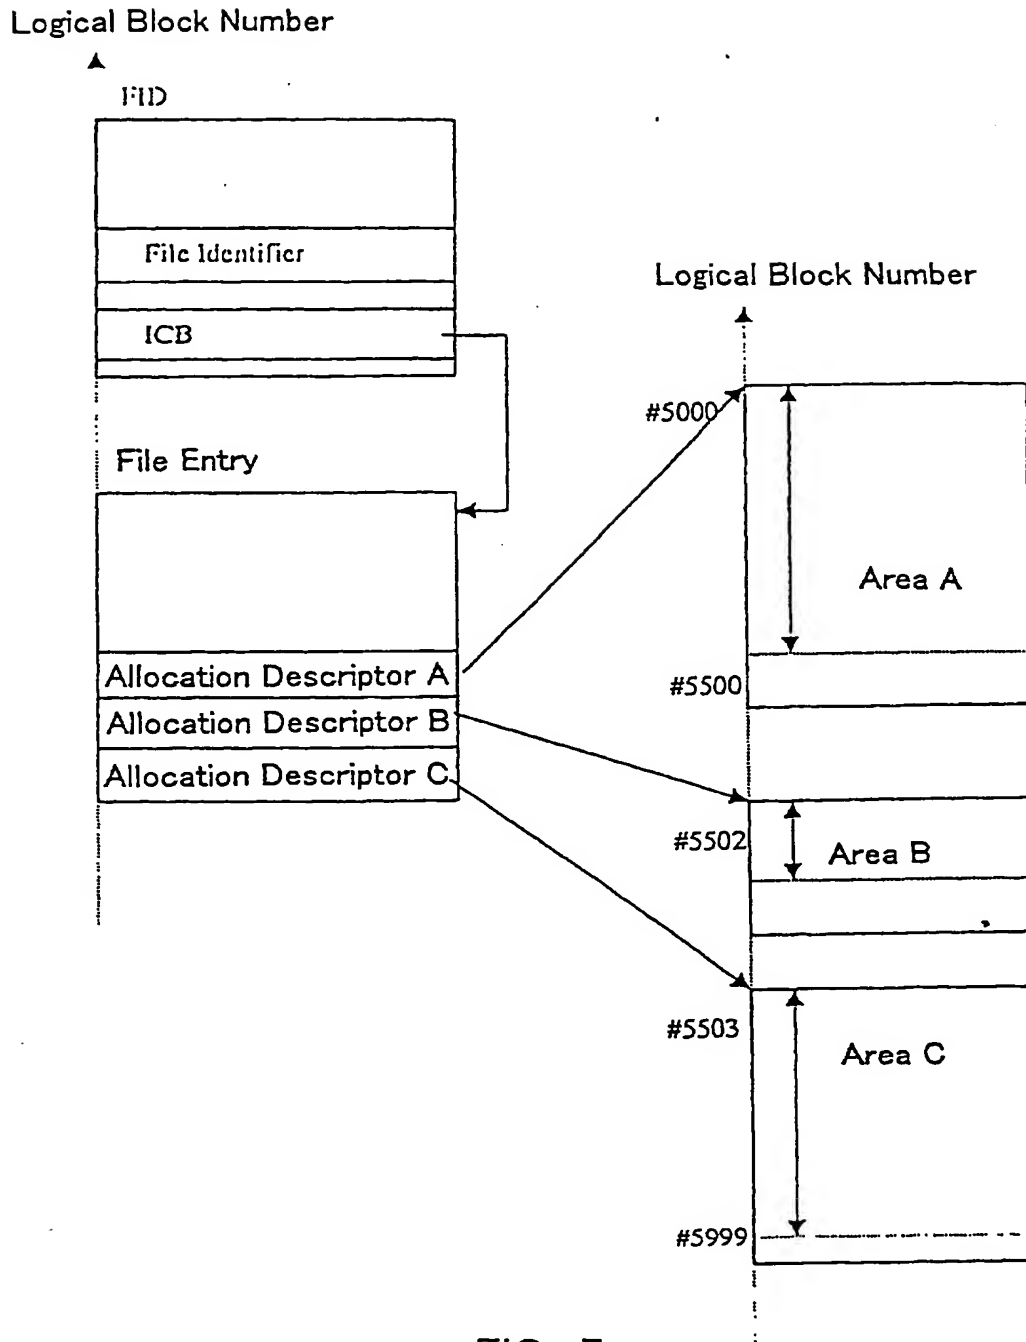 Logical Block Number
FID
File Identifier
ICB
File Entry
Allocation Descriptor A
Allocation Descriptor B
Allocation Descriptor C
Logical Block Number
#5000
Area A
#5500
#5502
Area B
#5503
Area C
#5999